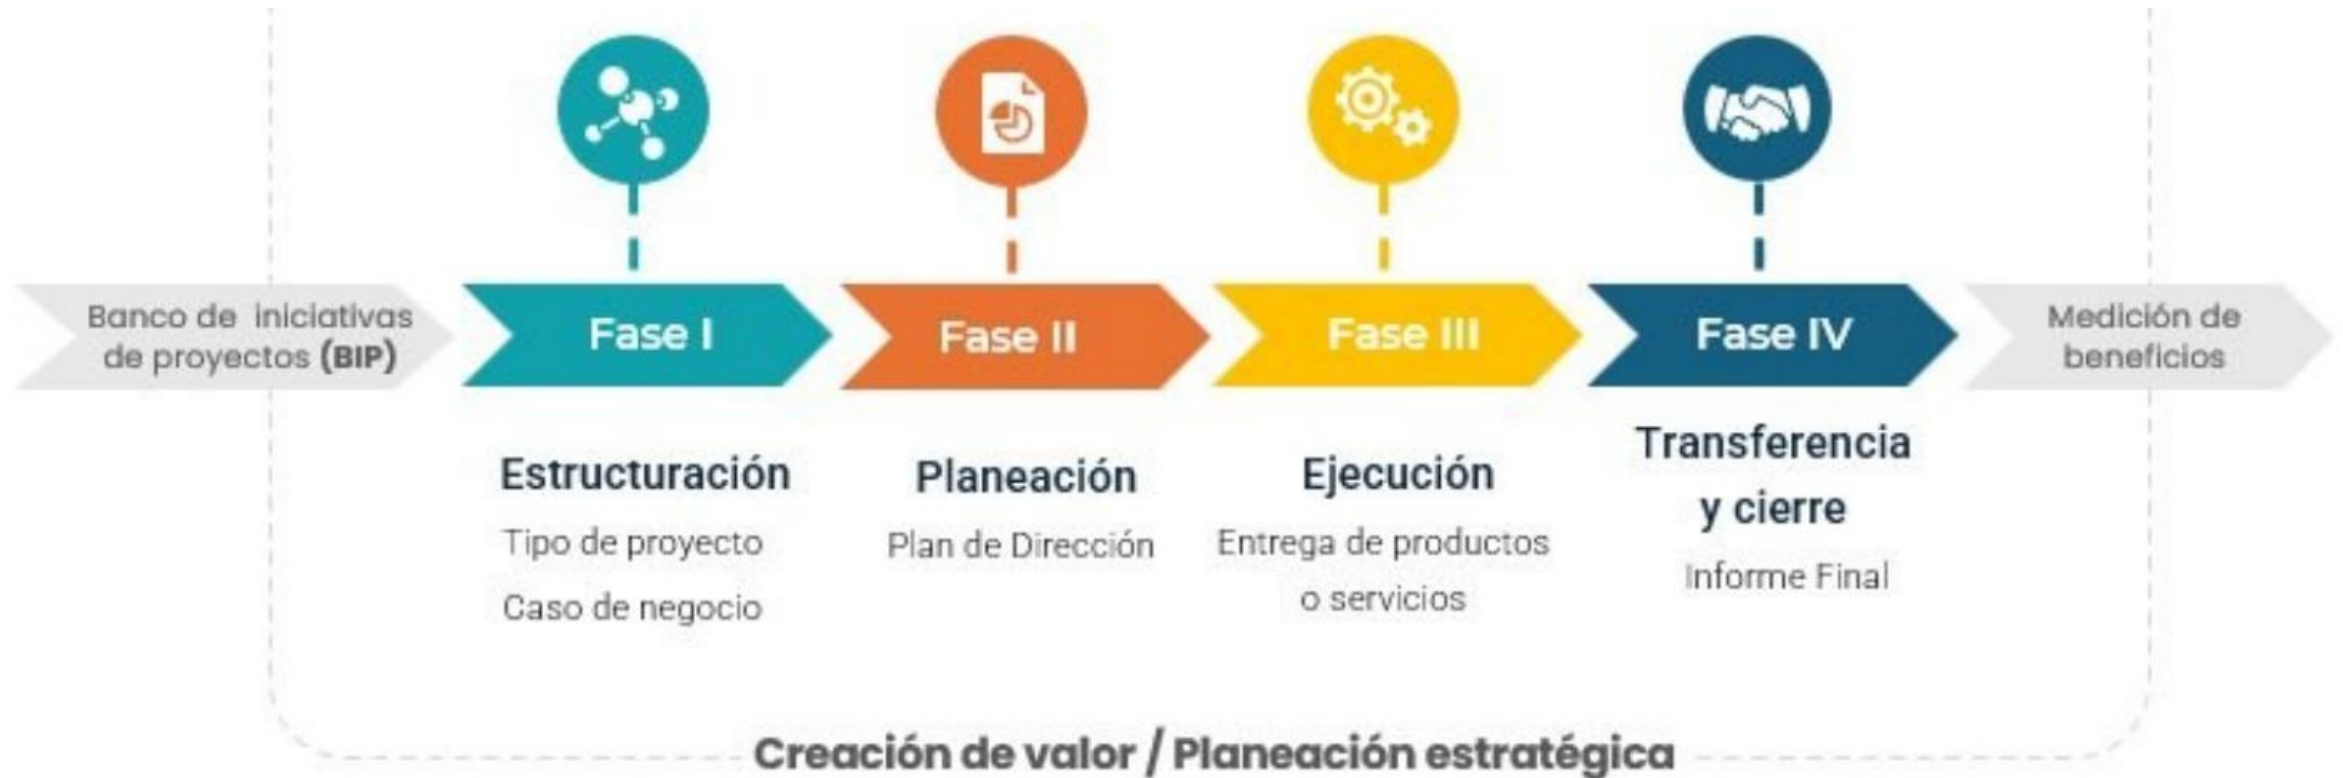 Banco de iniciativas
de proyectos (BIP)
Fase I
Fase II
Fase III
Fase IV
Medición de
beneficios
Estructuración
Tipo de proyecto
Caso de negocio
Planeación
Plan de Dirección
Ejecución
Entrega de productos
o servicios
Transferencia
y cierre
Informe Final
Creación de valor / Planeación estratégica